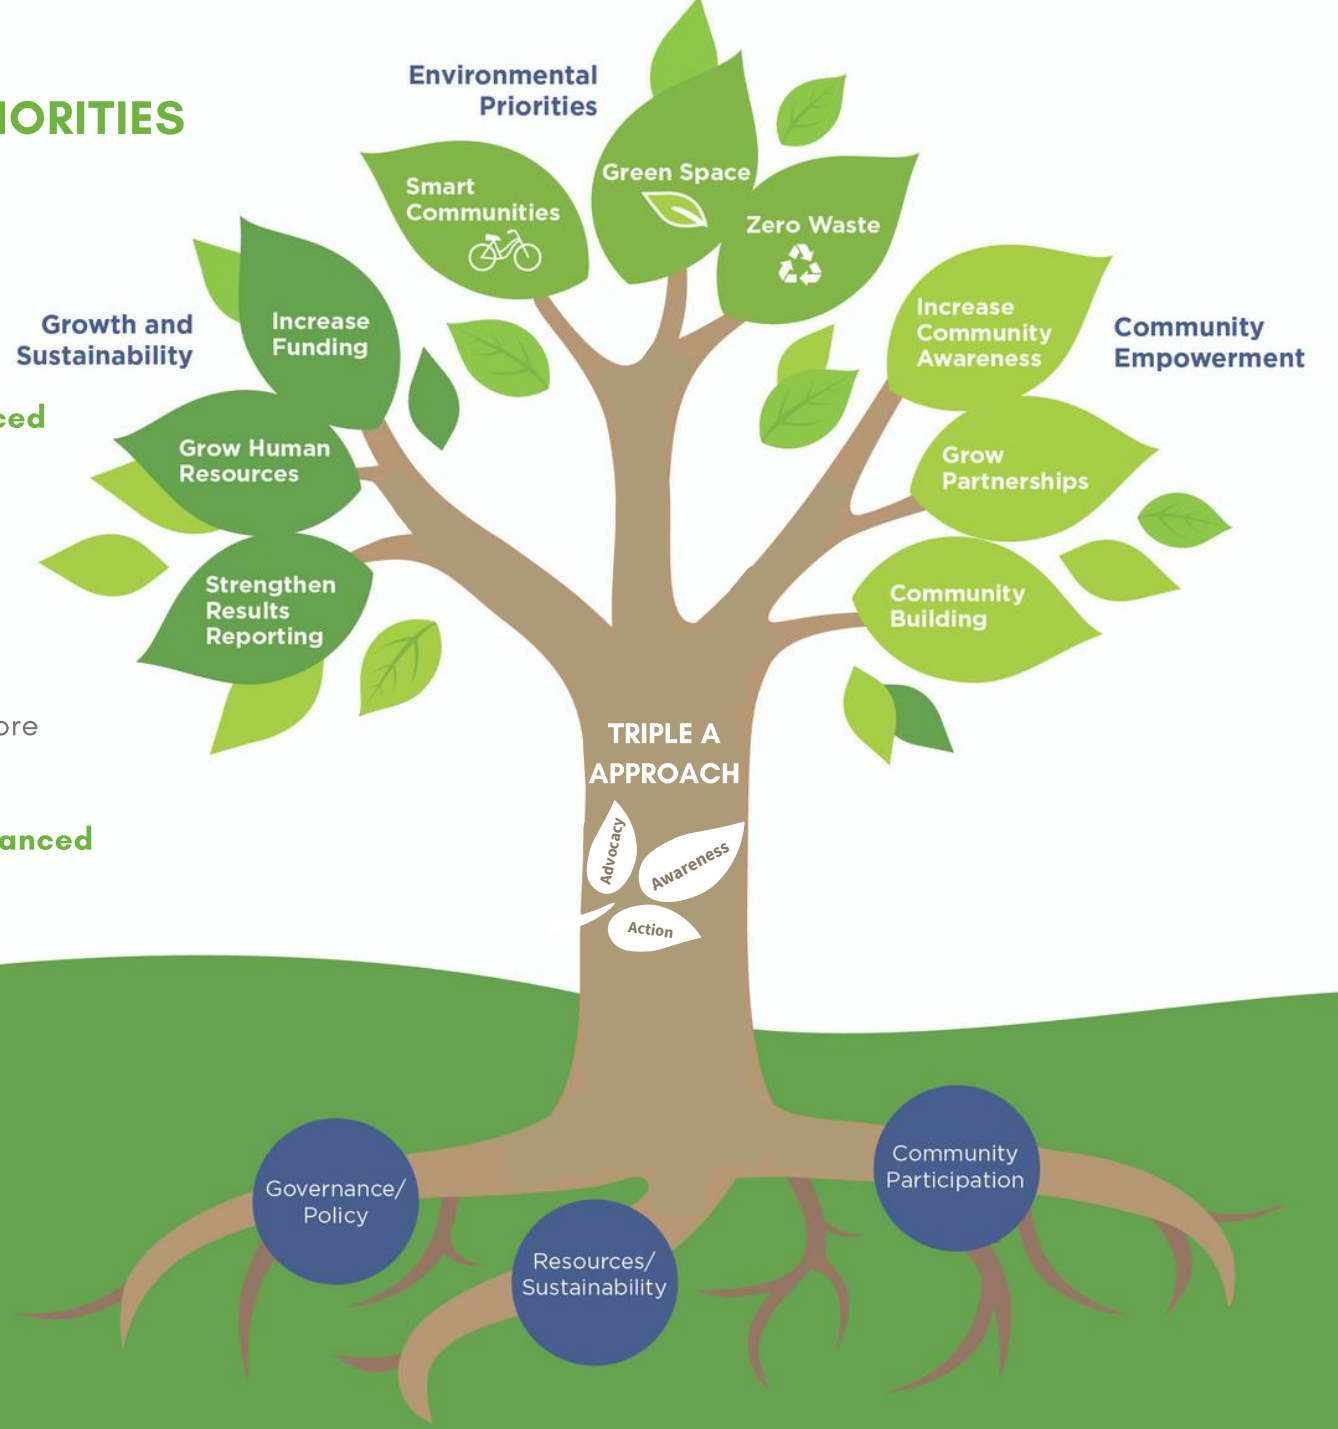 IORITIES
Environmental
Priorities
Smart
Communities
Green Space
Zero Waste
Growth and
Sustainability
Increase
Funding
Grow Human
Resources
Strengthen
Results
Reporting
Increase
Community
Awareness
Community
Empowerment
Grow
Partnerships
Community
Building
ced
ore
anced
TRIPLE A
APPROACH
Advocacy
Awareness
Action
Governance/
Policy
Resources/
Sustainability
Community
Participation